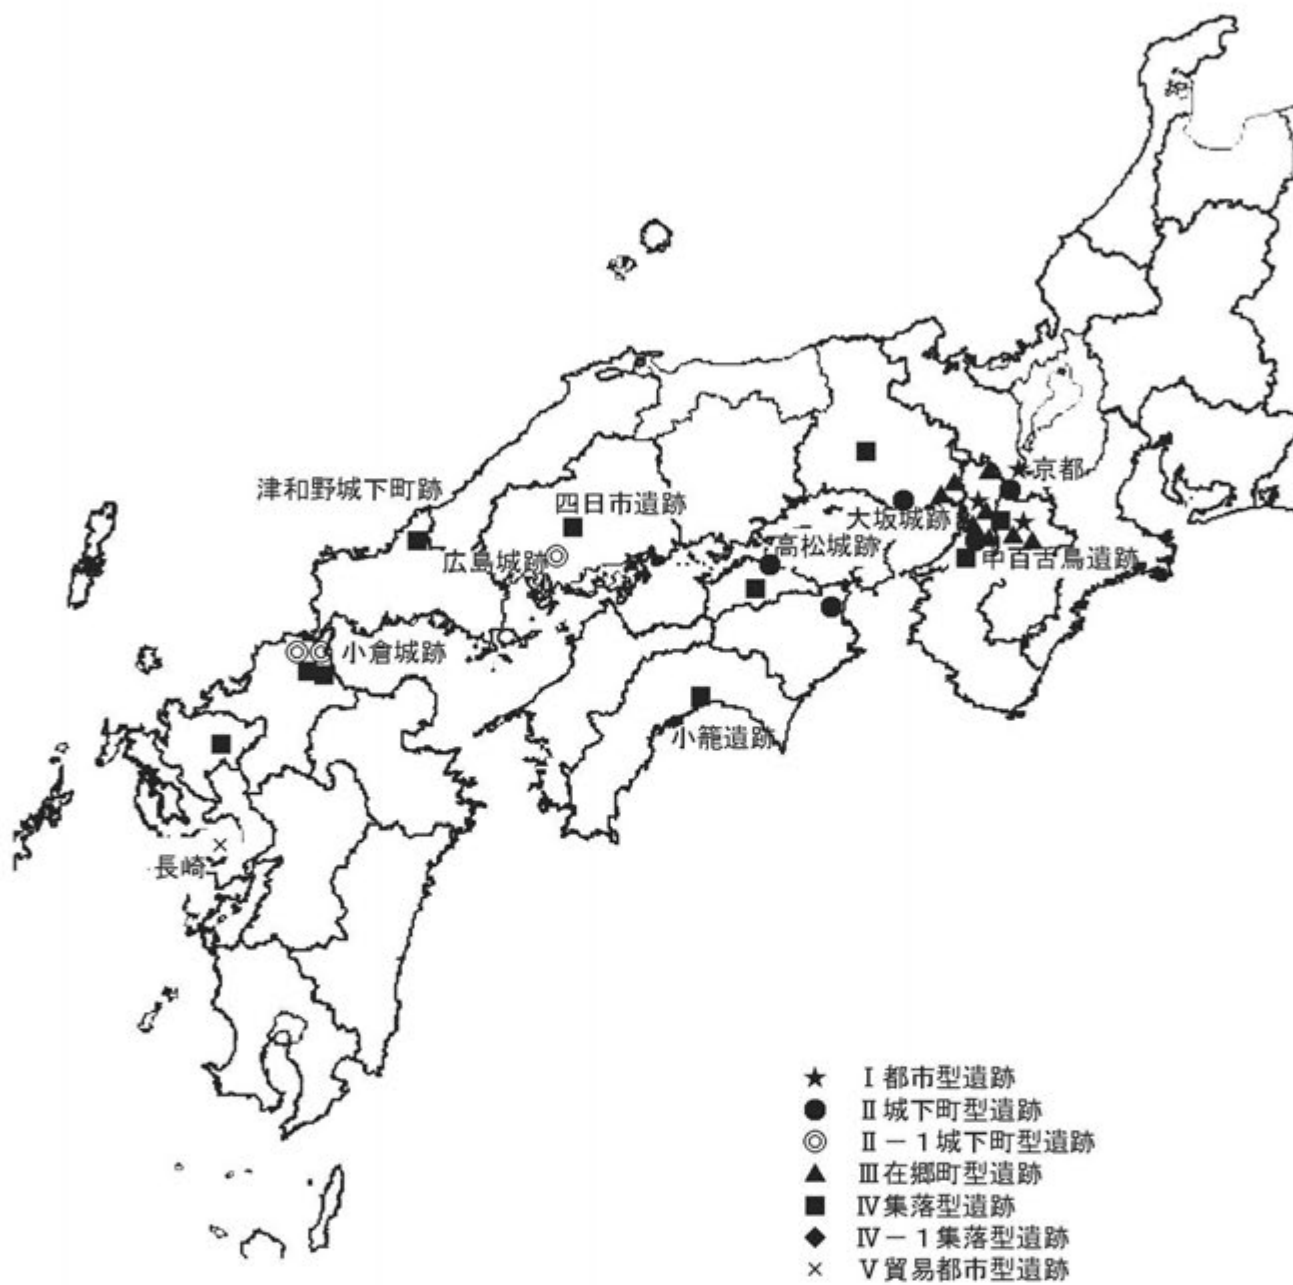 京都
津和野城下町跡
四日市遺跡
大坂城跡
高松城跡
広島城跡
中百舌鳥遺跡
小倉城跡
小籠遺跡
長崎
★ Ⅰ都市型遺跡
● Ⅱ城下町型遺跡
◎ Ⅱ－1城下町型遺跡
▲ Ⅲ在郷町型遺跡
■ Ⅳ集落型遺跡
◆ Ⅳ－1集落型遺跡
× Ⅴ貿易都市型遺跡